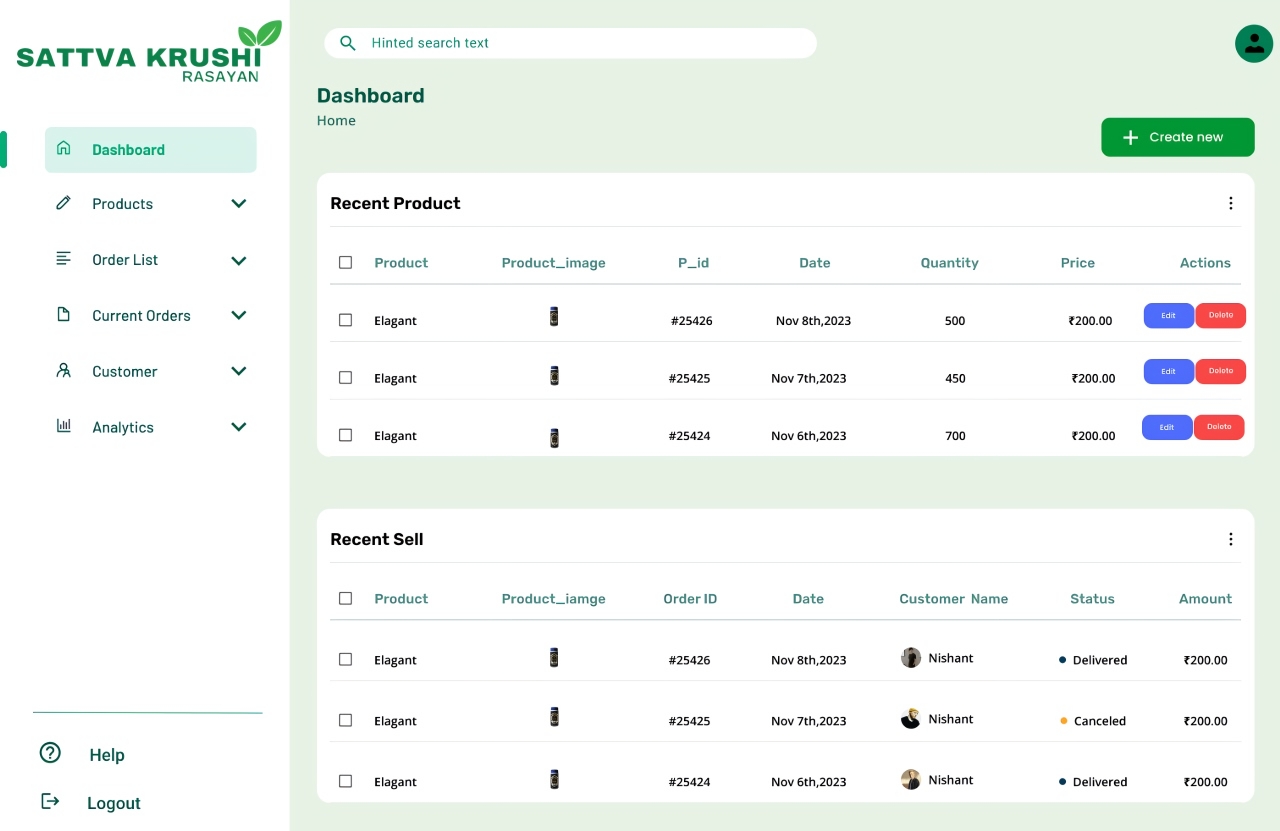 SATTVA KRUSHI
RASAYAN
Dashboard
Products
Order List
Current Orders
Customer
Analytics
Help
Logout
Hinted search text
Dashboard
Home
Create new
Recent Product
Product Product_image P_id Date Quantity Price Actions
Elagant #25426 Nov 8th,2023 500 ₹200.00 Edit Delete
Elagant #25425 Nov 7th,2023 450 ₹200.00 Edit Delete
Elagant #25424 Nov 6th,2023 700 ₹200.00 Edit Delete
Recent Sell
Product Product_iamge Order ID Date Customer Name Status Amount
Elagant #25426 Nov 8th,2023 Nishant Delivered ₹200.00
Elagant #25425 Nov 7th,2023 Nishant Canceled ₹200.00
Elagant #25424 Nov 6th,2023 Nishant Delivered ₹200.00